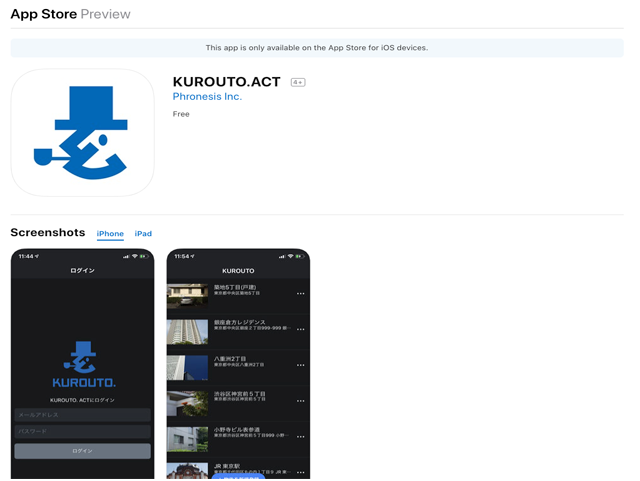 App Store Preview
This app is only available on the App Store for iOS devices.
KUROUTO.ACT 4+
Phronesis Inc.
Free
Screenshots iPhone iPad
11:44
ログイン
KUROUTO.
KUROUTO. ACTにログイン
メールアドレス
パスワード
ログイン
11:54
KUROUTO
築地5丁目(戸建)
東京都中央区築地5丁目
銀座倉方レジデンス
東京都中央区銀座２丁目999-999 銀…
八重洲2丁目
東京都中央区八重洲2丁目
渋谷区神宮前５丁目
東京都渋谷区神宮前５丁目
小野寺ビル表参道
東京都渋谷区神宮前５丁目999 小野…
JR 東京駅